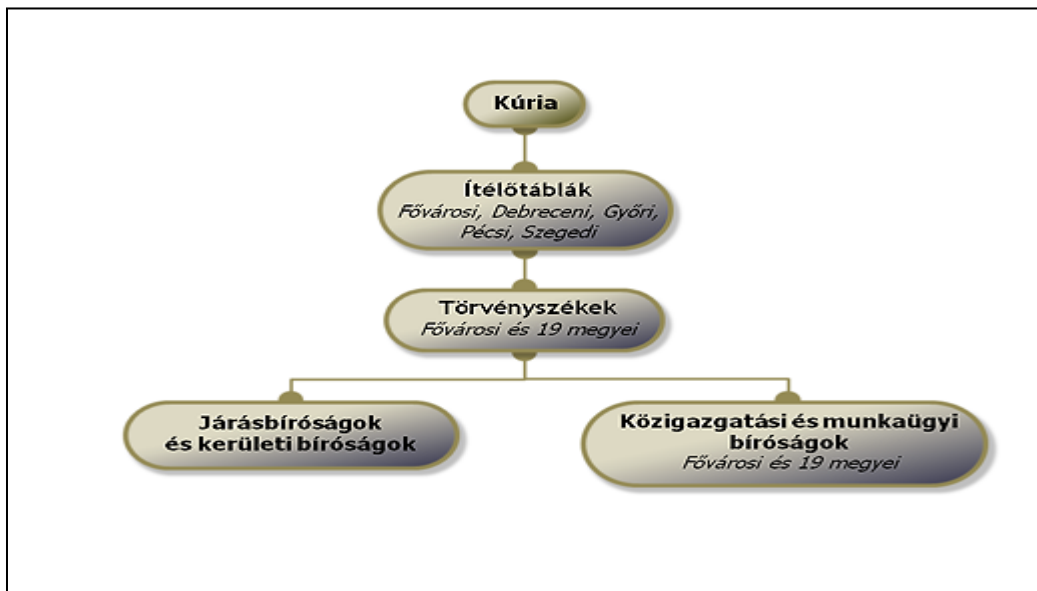 Kúria
Ítélőtáblák
Fővárosi, Debreceni, Győri,
Pécsi, Szegedi
Törvényszékek
Fővárosi és 19 megyei
Járásbíróságok
és kerületi bíróságok
Közigazgatási és munkaügyi
bíróságok
Fővárosi és 19 megyei